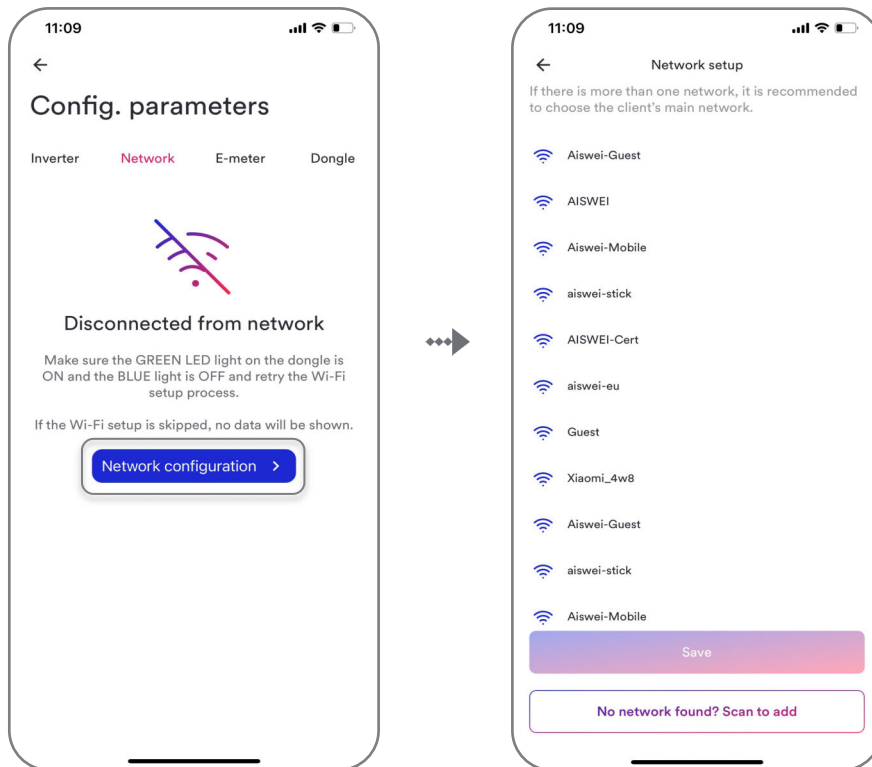 11:09
Config. parameters
Inverter Network E-meter Dongle
Disconnected from network
Make sure the GREEN LED light on the dongle is
ON and the BLUE light is OFF and retry the Wi-Fi
setup process.
If the Wi-Fi setup is skipped, no data will be shown.
Network configuration
11:09
Network setup
If there is more than one network, it is recommended
to choose the client’s main network.
Aiswei-Guest
AISWEI
Aiswei-Mobile
aiswei-stick
AISWEI-Cert
aiswei-eu
Guest
Xiaomi_4w8
Aiswei-Guest
aiswei-stick
Aiswei-Mobile
Save
No network found? Scan to add